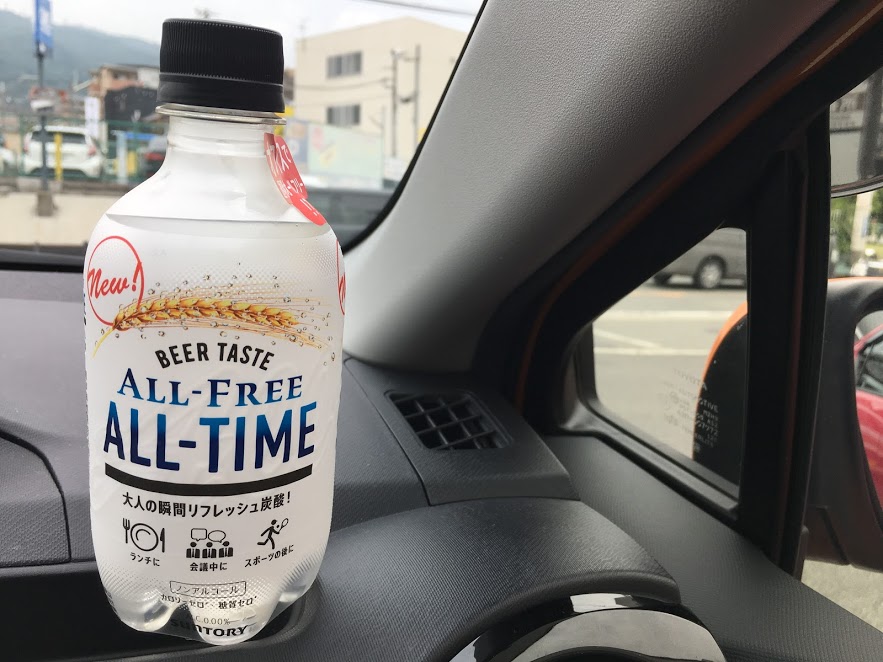 New!
BEER TASTE
ALL-FREE
ALL-TIME
大人の瞬間リフレッシュ炭酸!
ランチに
会議中に
スポーツの後に
ノンアルコール
カロリーゼロ* 糖質ゼロ*
0.00%
SUNTORY